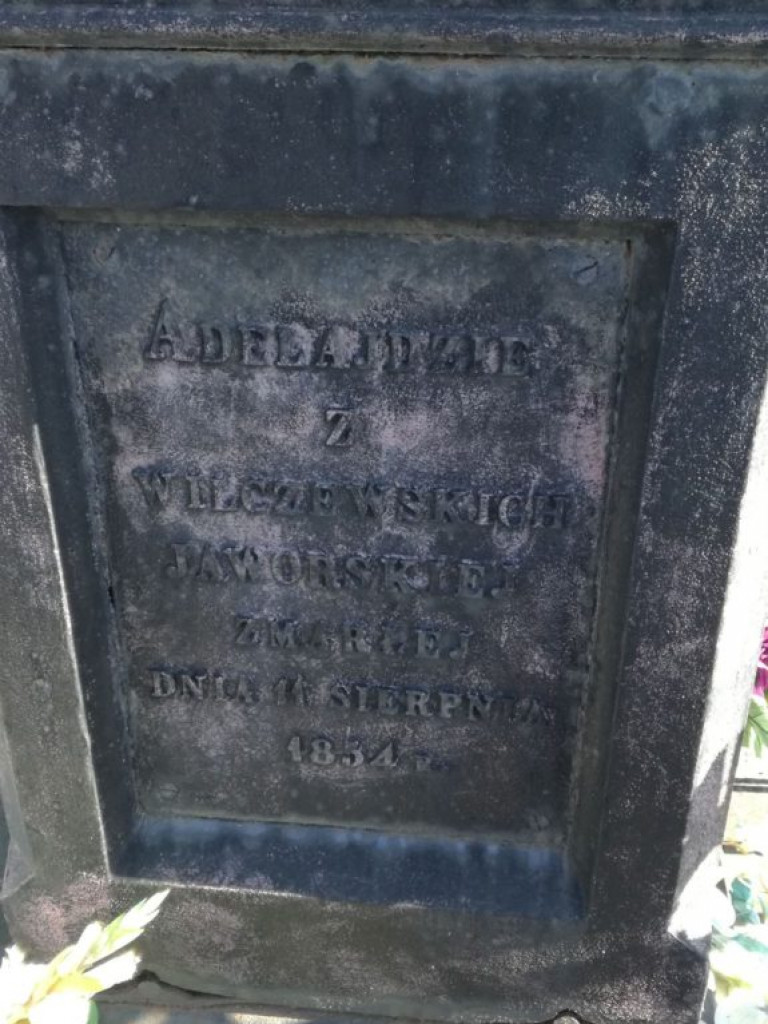 ADELAJDZIE
Z
WILCZEWSKICH
JAWORSKIEJ
ZMARŁEJ
DNIA 14 SIERPNIA
1834 r.